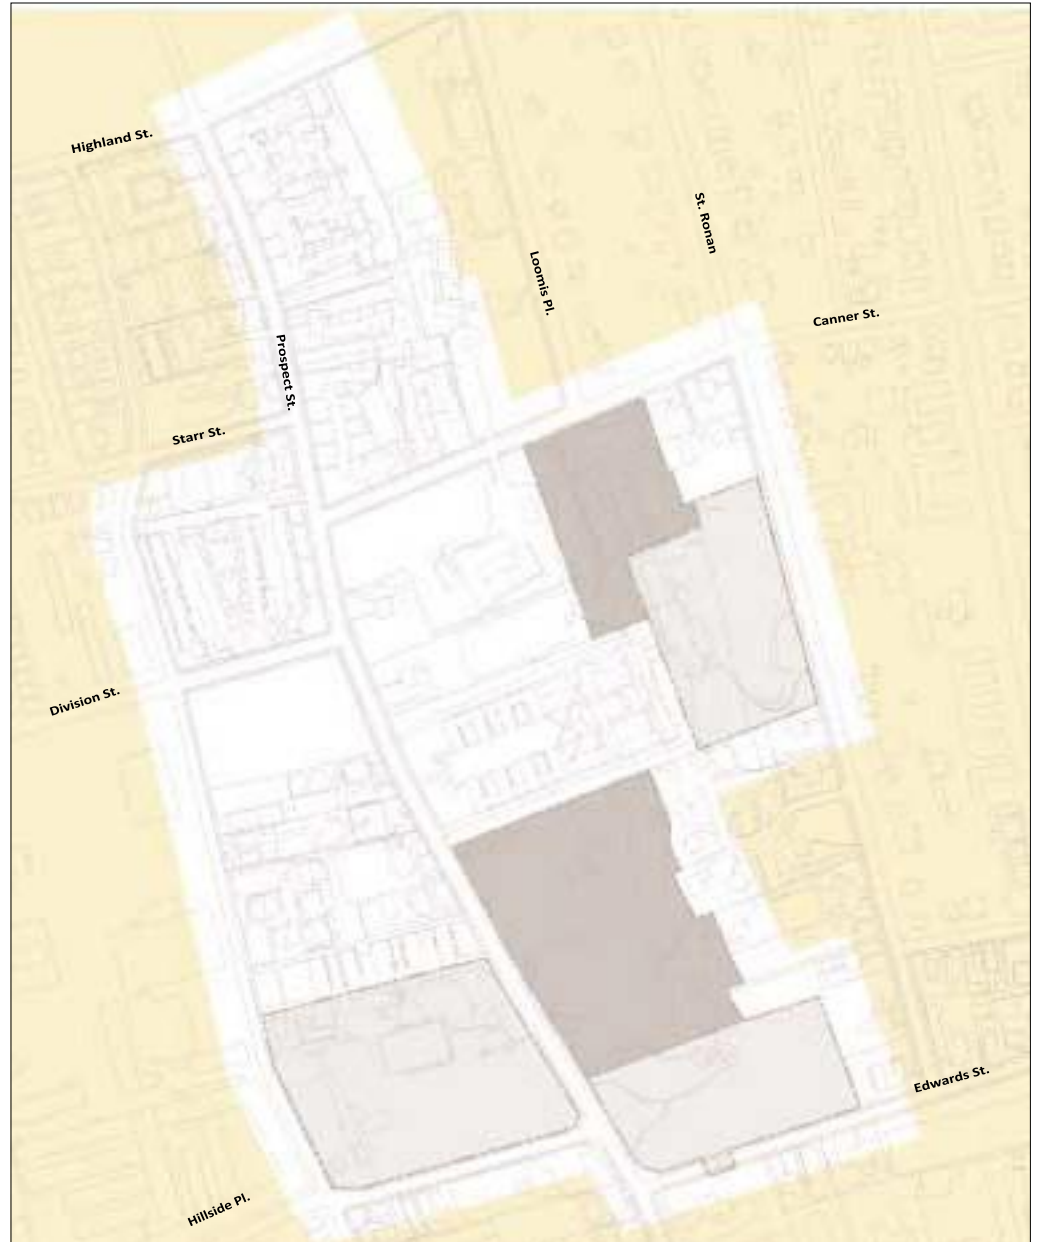 Highland St.
St. Ronan
Loomis Pl.
Canner St.
Prospect St.
Starr St.
Division St.
Edwards St.
Hillside Pl.